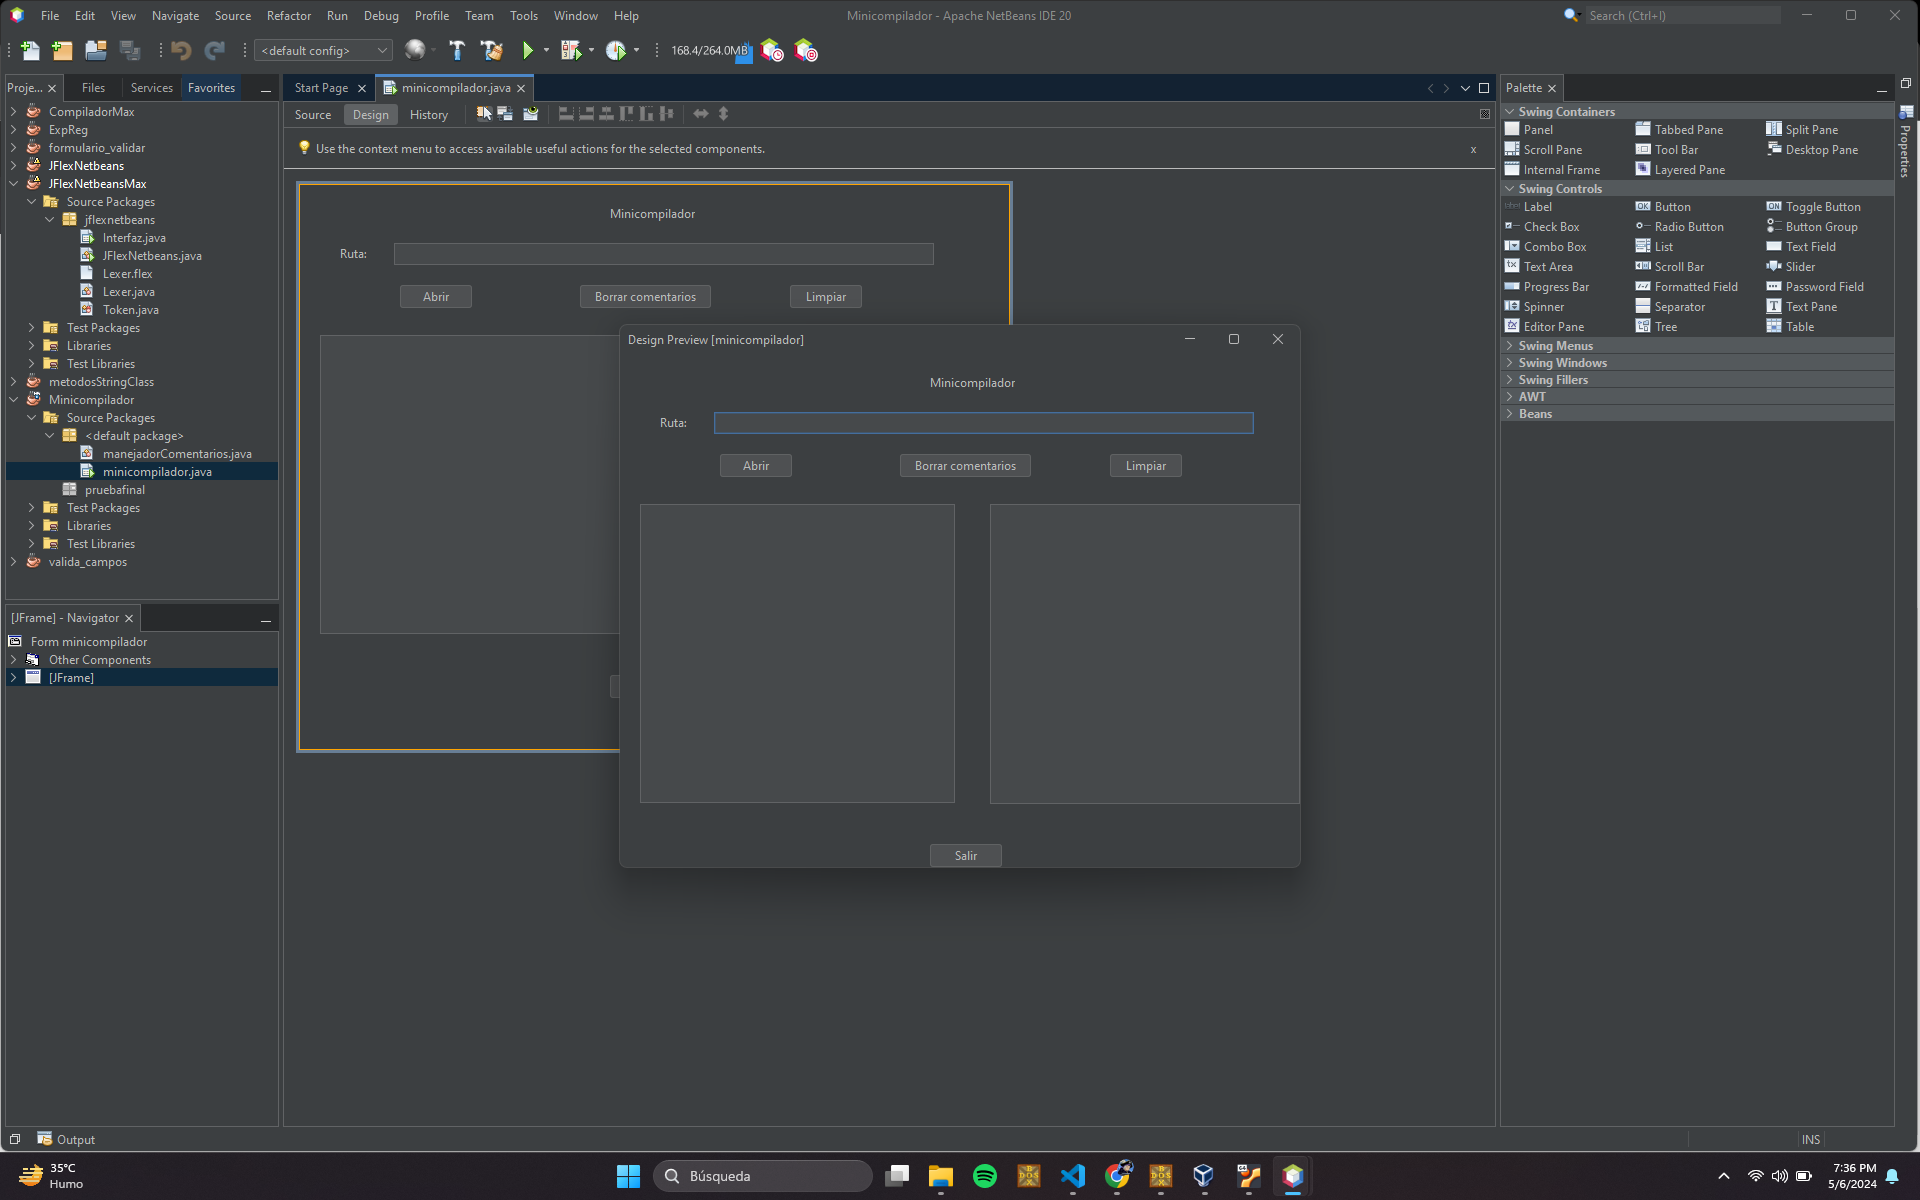 File Edit View Navigate Source Refactor Run Debug Profile Team Tools Window Help
Minicompilador - Apache NetBeans IDE 20
Search (Ctrl+I)
<default config>
168.4/264.0MB
Proje... Files Services Favorites
CompiladorMax
ExpReg
formulario_validar
JFlexNetbeans
JFlexNetbeansMax
Source Packages
jflexnetbeans
Interfaz.java
JFlexNetbeans.java
Lexer.flex
Lexer.java
Token.java
Test Packages
Libraries
Test Libraries
metodosStringClass
Minicompilador
Source Packages
<default package>
manejadorComentarios.java
minicompilador.java
pruebafinal
Test Packages
Libraries
Test Libraries
valida_campos
[JFrame] - Navigator
Form minicompilador
Other Components
[JFrame]
Start Page minicompilador.java
Source Design History
Use the context menu to access available useful actions for the selected components.
x
Minicompilador
Ruta:
Abrir Borrar comentarios Limpiar
Design Preview [minicompilador]
Minicompilador
Ruta:
Abrir Borrar comentarios Limpiar
Salir
Palette
Swing Containers
Panel Tabbed Pane Split Pane
Scroll Pane Tool Bar Desktop Pane
Internal Frame Layered Pane
Swing Controls
Label Button Toggle Button
Check Box Radio Button Button Group
Combo Box List Text Field
Text Area Scroll Bar Slider
Progress Bar Formatted Field Password Field
Spinner Separator Text Pane
Editor Pane Tree Table
Swing Menus
Swing Windows
Swing Fillers
AWT
Beans
Properties
Output
INS
35°C
Humo
Búsqueda
7:36 PM
5/6/2024